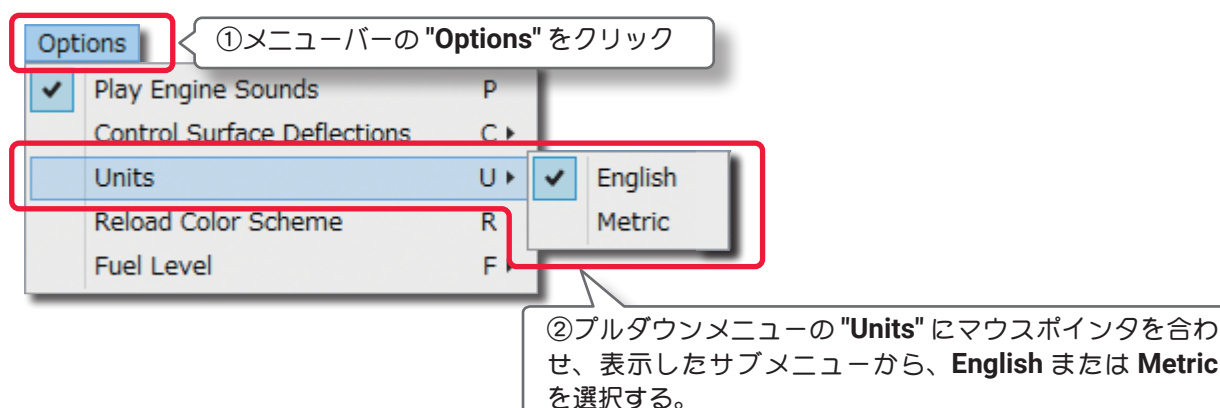 Options
①メニューバーの "Options" をクリック
Play Engine Sounds P
Control Surface Deflections C
Units U
English
Metric
Reload Color Scheme R
Fuel Level F
②プルダウンメニューの "Units" にマウスポインタを合わ
せ、表示したサブメニューから、English または Metric
を選択する。